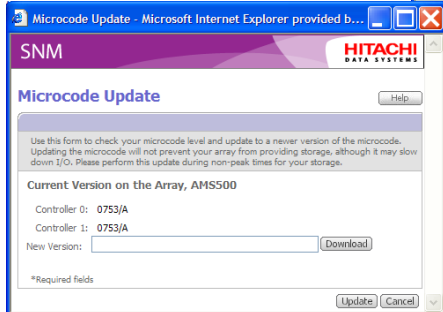 Microcode Update - Microsoft Internet Explorer provided b...
SNM
HITACHI
DATA SYSTEMS
Microcode Update
Help
Use this form to check your microcode level and update to a newer version of the microcode.
Updating the microcode will not prevent your array from providing storage, although it may slow
down I/O. Please perform this update during non-peak times for your storage.
Current Version on the Array, AMS500
Controller 0: 0753/A
Controller 1: 0753/A
New Version:
Download
*Required fields
Update
Cancel